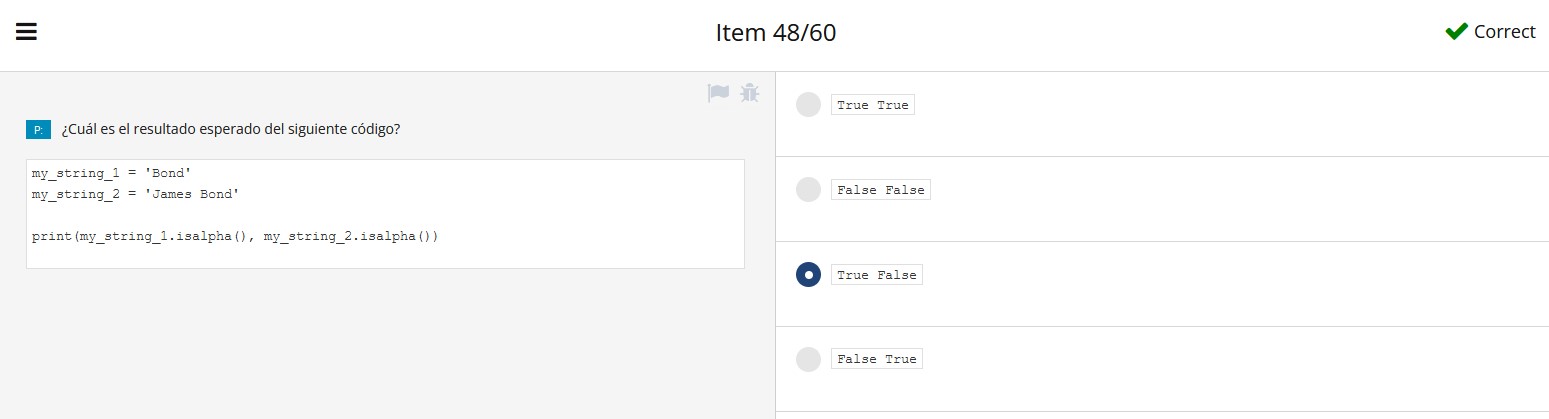 Item 48/60
Correct
P: ¿Cuál es el resultado esperado del siguiente código?
my_string_1 = 'Bond'
my_string_2 = 'James Bond'
print(my_string_1.isalpha(), my_string_2.isalpha())
True True
False False
True False
False True